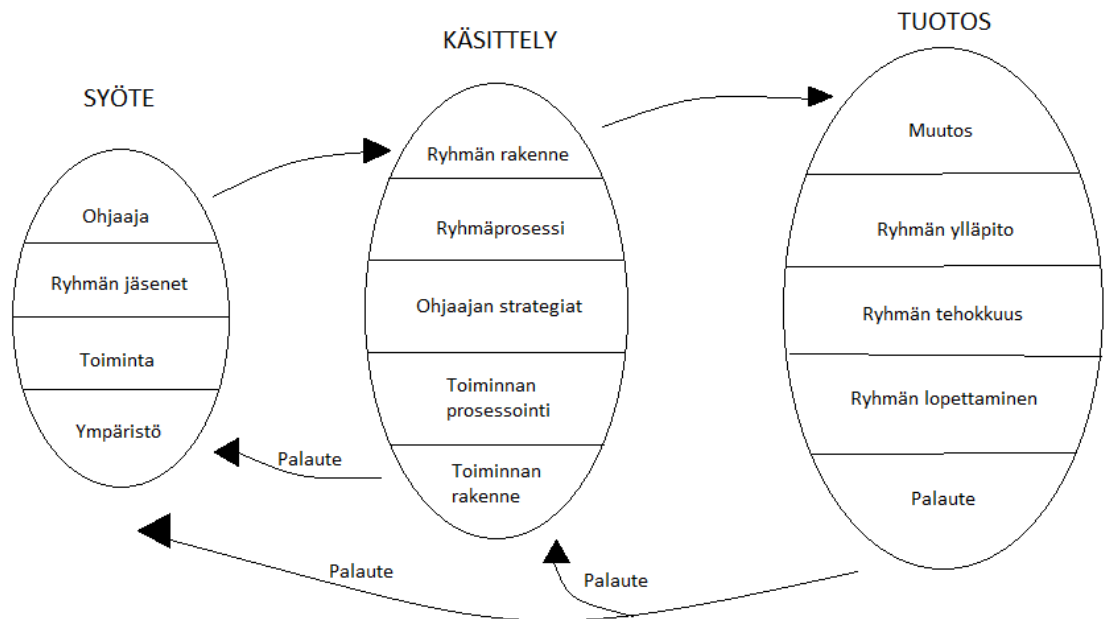 SYÖTE
Ohjaaja
Ryhmän jäsenet
Toiminta
Ympäristö
KÄSITTELY
Ryhmän rakenne
Ryhmäprosessi
Ohjaajan strategiat
Toiminnan
prosessointi
Toiminnan
rakenne
TUOTOS
Muutos
Ryhmän ylläpito
Ryhmän tehokkuus
Ryhmän lopettaminen
Palaute
Palaute
Palaute
Palaute